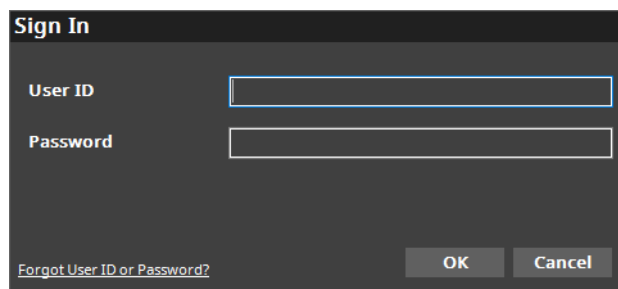 Sign In
User ID
Password
Forgot User ID or Password?
OK
Cancel